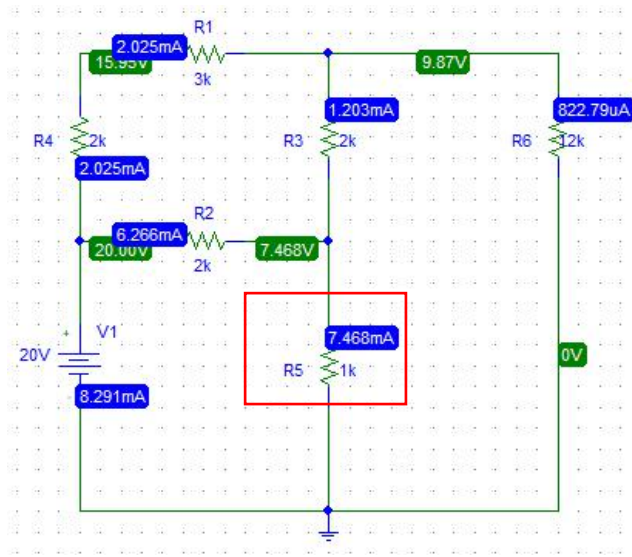 R1
2.025mA
15.95V
9.87V
3k
1.203mA
822.79uA
R4
2k
R3
2k
R6
12k
2.025mA
R2
6.266mA
20.00V
7.468V
2k
+
V1
20V
7.468mA
0V
R5
1k
8.291mA
-